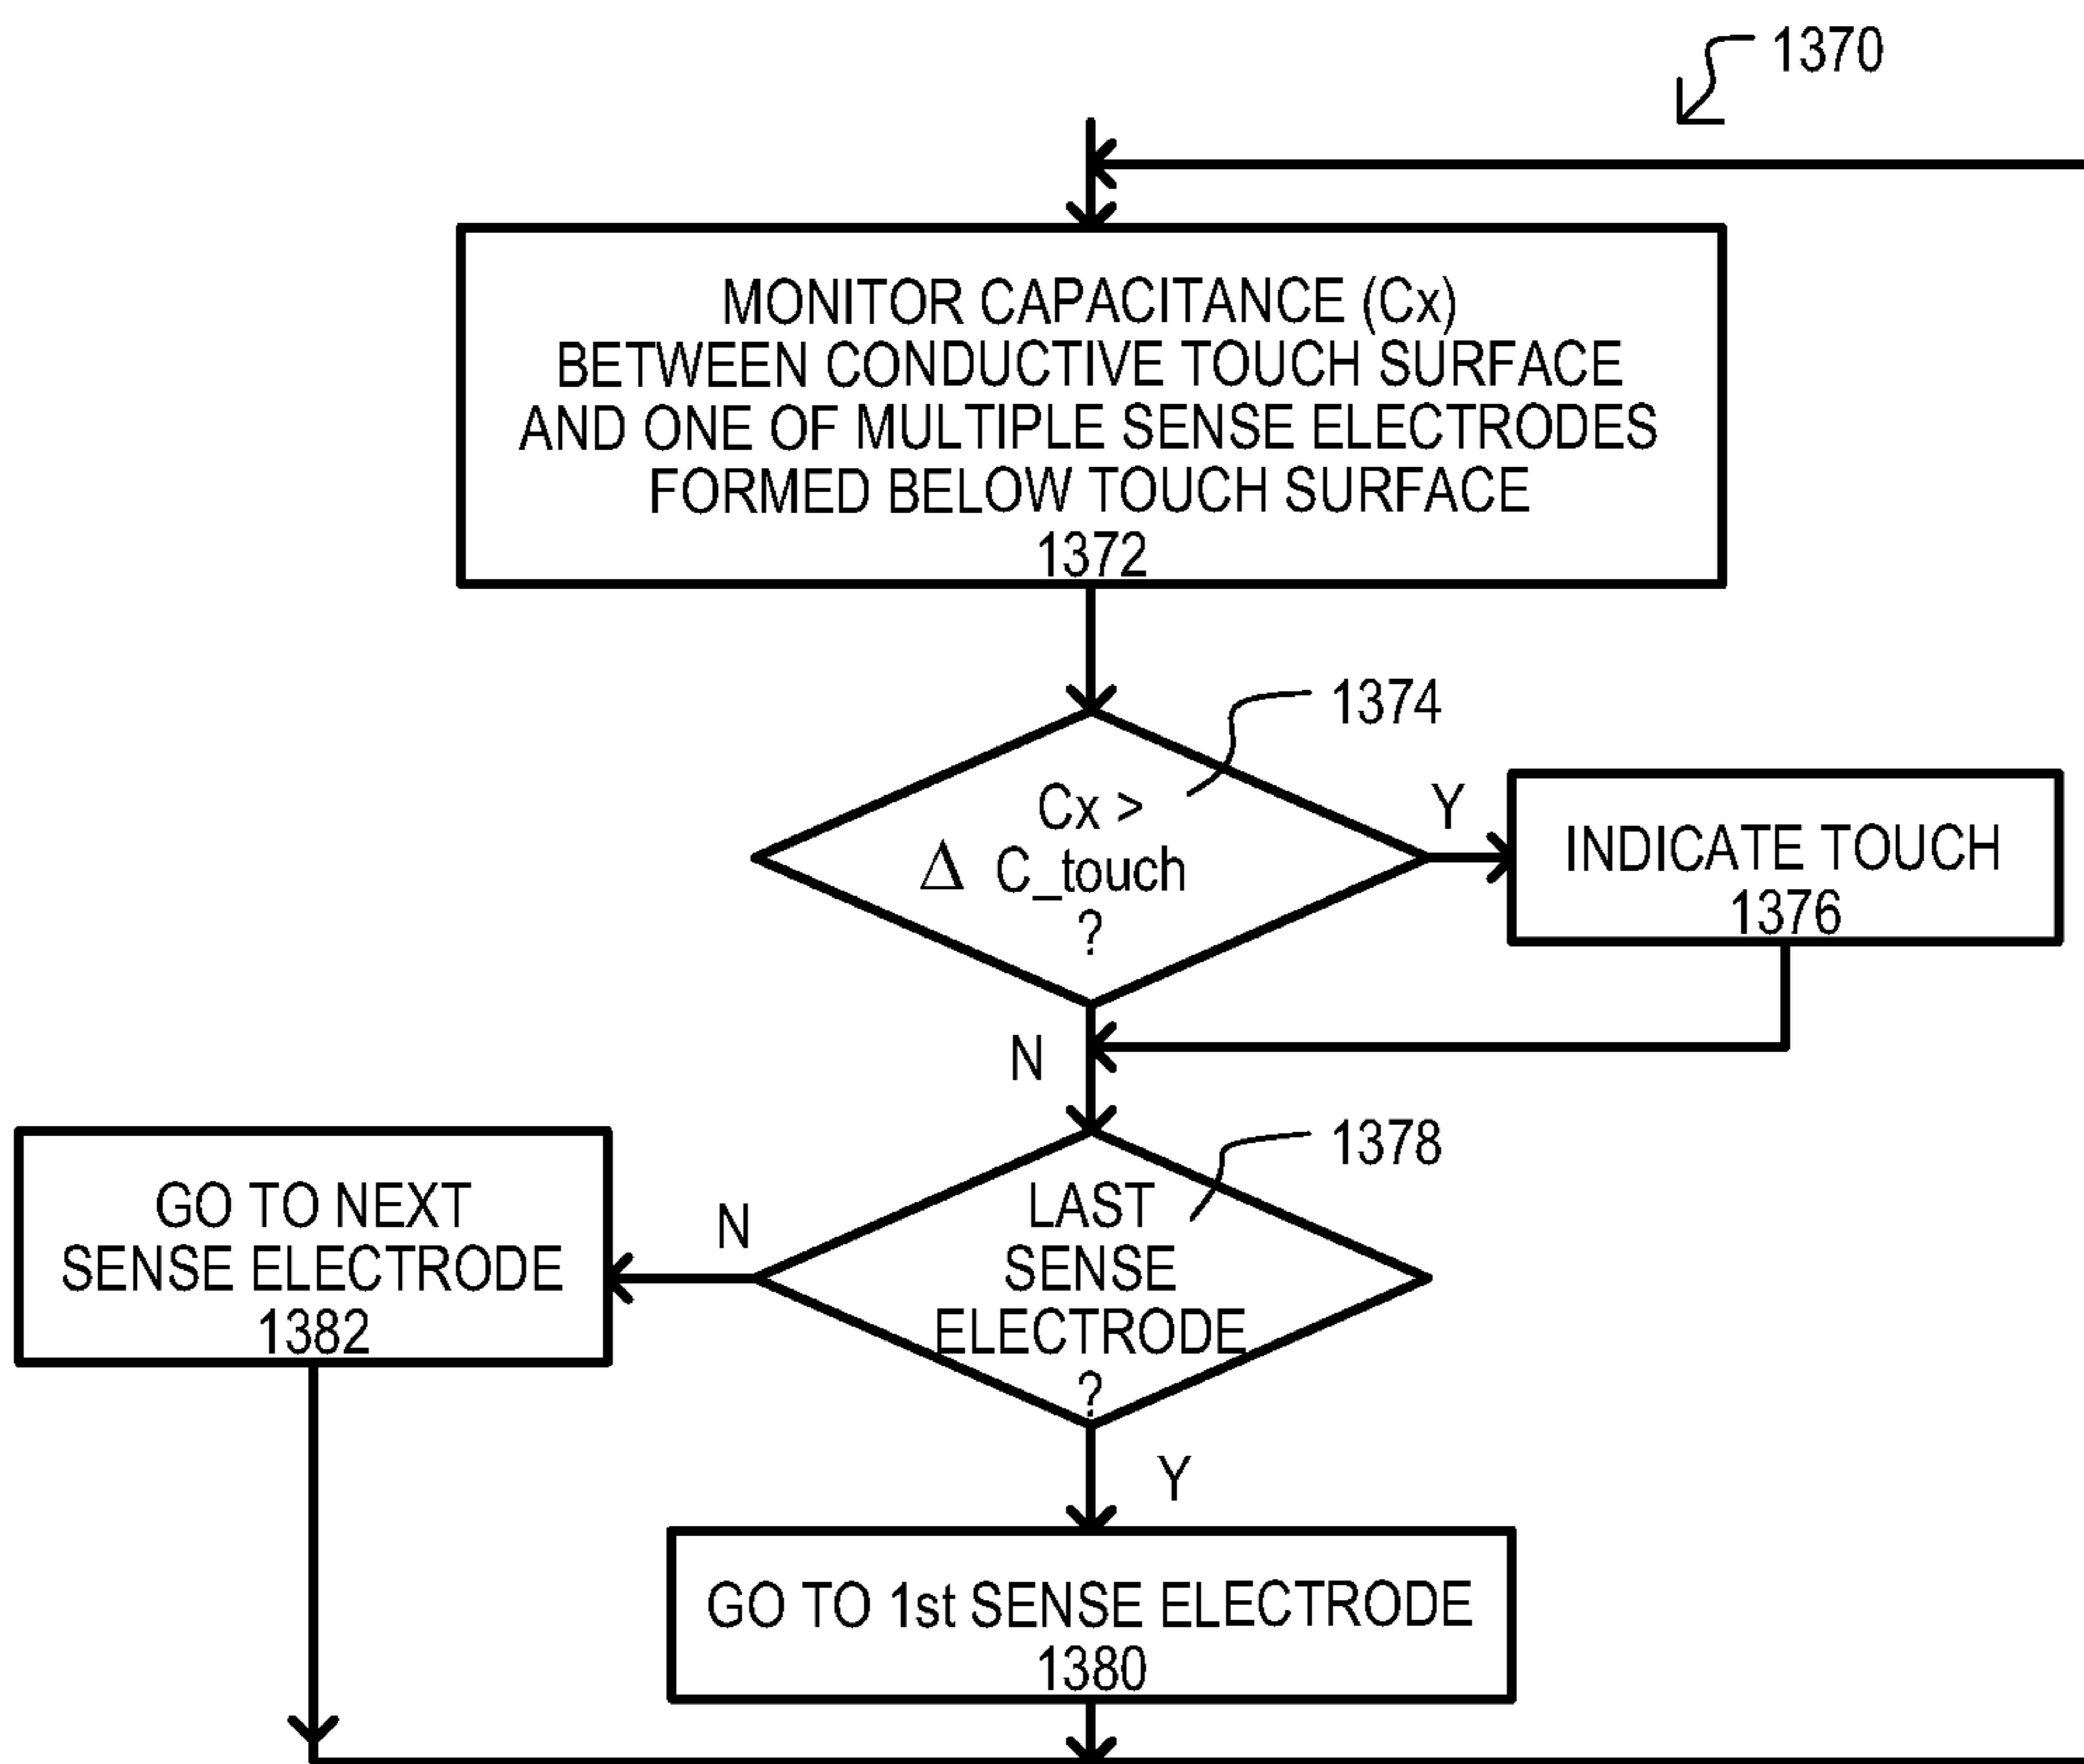 1370
MONITOR CAPACITANCE (Cx)
BETWEEN CONDUCTIVE TOUCH SURFACE
AND ONE OF MULTIPLE SENSE ELECTRODES
FORMED BELOW TOUCH SURFACE
1372
1374
Cx >
Δ C_touch
?
Y
INDICATE TOUCH
1376
N
1378
LAST
SENSE
ELECTRODE
?
N
GO TO NEXT
SENSE ELECTRODE
1382
Y
GO TO 1st SENSE ELECTRODE
1380